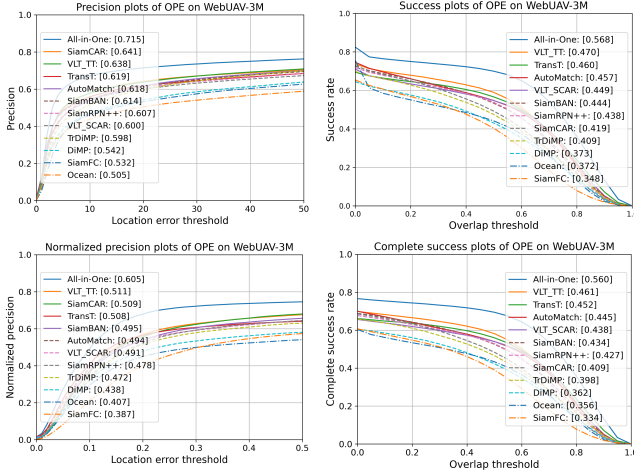 Precision plots of OPE on WebUAV-3M
1.0
0.8
0.6
0.4
0.2
0.0
Precision
All-in-One: [0.715]
SiamCAR: [0.641]
VLT_TT: [0.638]
TransT: [0.619]
AutoMatch: [0.618]
SiamBAN: [0.614]
SiamRPN++: [0.607]
VLT_SCAR: [0.600]
TrDiMP: [0.598]
DiMP: [0.542]
SiamFC: [0.532]
Ocean: [0.505]
0 10 20 30 40 50
Location error threshold
Success plots of OPE on WebUAV-3M
1.0
0.8
0.6
0.4
0.2
0.0
Success rate
All-in-One: [0.568]
VLT_TT: [0.470]
TransT: [0.460]
AutoMatch: [0.457]
VLT_SCAR: [0.449]
SiamBAN: [0.444]
SiamRPN++: [0.438]
SiamCAR: [0.419]
TrDiMP: [0.409]
DiMP: [0.373]
Ocean: [0.372]
SiamFC: [0.348]
0.0 0.2 0.4 0.6 0.8 1.0
Overlap threshold
Normalized precision plots of OPE on WebUAV-3M
1.0
0.8
0.6
0.4
0.2
0.0
Normalized precision
All-in-One: [0.605]
VLT_TT: [0.511]
SiamCAR: [0.509]
TransT: [0.508]
SiamBAN: [0.495]
AutoMatch: [0.494]
VLT_SCAR: [0.491]
SiamRPN++: [0.478]
TrDiMP: [0.472]
DiMP: [0.438]
Ocean: [0.407]
SiamFC: [0.387]
0.0 0.1 0.2 0.3 0.4 0.5
Location error threshold
Complete success plots of OPE on WebUAV-3M
1.0
0.8
0.6
0.4
0.2
0.0
Complete success rate
All-in-One: [0.560]
VLT_TT: [0.461]
TransT: [0.452]
AutoMatch: [0.445]
VLT_SCAR: [0.438]
SiamBAN: [0.434]
SiamRPN++: [0.427]
SiamCAR: [0.409]
TrDiMP: [0.398]
DiMP: [0.362]
Ocean: [0.356]
SiamFC: [0.334]
0.0 0.2 0.4 0.6 0.8 1.0
Overlap threshold